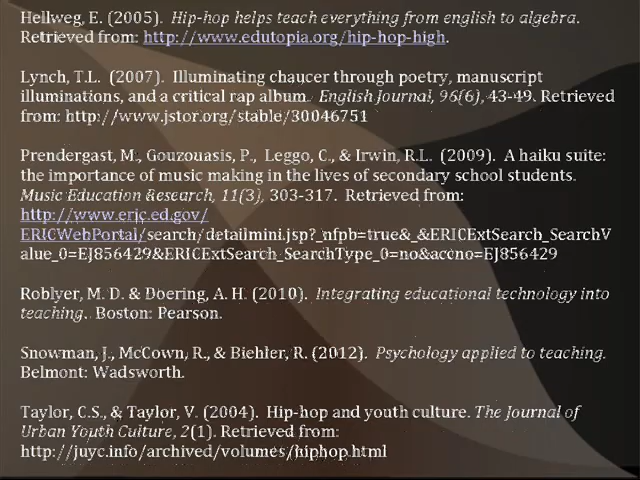 Hellweg, E. (2005).  Hip-hop helps teach everything from english to algebra.
Retrieved from: http://www.edutopia.org/hip-hop-high.
Lynch, T.L.  (2007).  Illuminating chaucer through poetry, manuscript
illuminations, and a critical rap album.  English Journal, 96(6), 43-49. Retrieved
from: http://www.jstor.org/stable/30046751
Prendergast, M., Gouzouasis, P.,  Leggo, C., & Irwin, R.L.  (2009).  A haiku suite:
the importance of music making in the lives of secondary school students.
Music Education Research, 11(3), 303-317.  Retrieved from:
http://www.eric.ed.gov/
ERICWebPortal/search/detailmini.jsp?_nfpb=true&_&ERICExtSearch_SearchV
alue_0=EJ856429&ERICExtSearch_SearchType_0=no&accno=EJ856429
Roblyer, M. D. & Doering, A. H. (2010).  Integrating educational technology into
teaching.  Boston: Pearson.
Snowman, J., McCown, R., & Biehler, R. (2012).  Psychology applied to teaching.
Belmont: Wadsworth.
Taylor, C.S., & Taylor, V. (2004).  Hip-hop and youth culture. The Journal of
Urban Youth Culture, 2(1). Retrieved from:
http://juyc.info/archived/volumes/hiphop.html